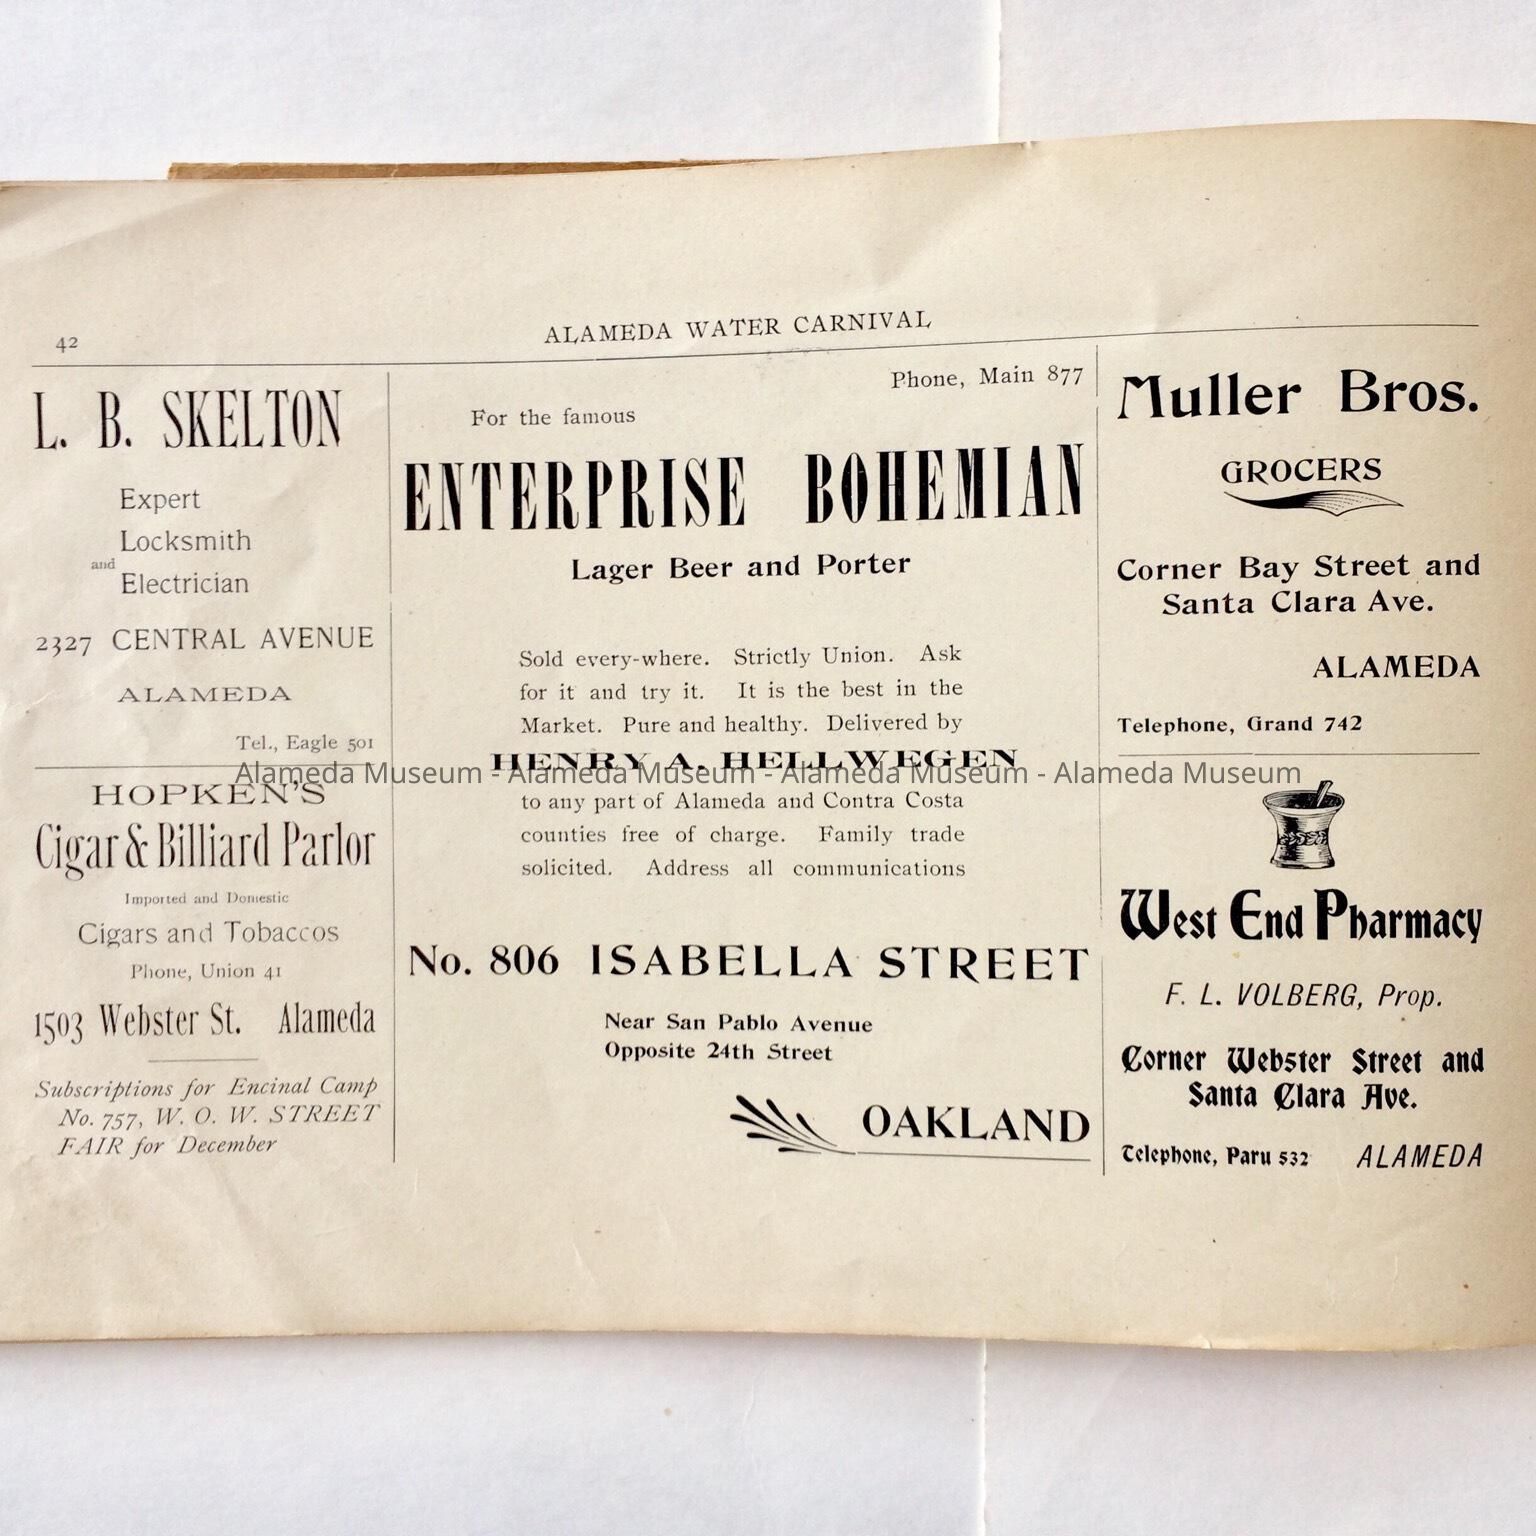 42
ALAMEDA WATER CARNIVAL
L. B. SKELTON
Expert
Locksmith
and
Electrician
2327 CENTRAL AVENUE
ALAMEDA
Tel., Eagle 501
HOPKEN'S
Cigar & Billiard Parlor
Imported and Domestic
Cigars and Tobaccos
Phone, Union 41
1503 Webster St. Alameda
Subscriptions for Encinal Camp
No. 757, W. O. W. STREET
FAIR for December
Phone, Main 877
For the famous
ENTERPRISE BOHEMIAN
Lager Beer and Porter
Sold every-where. Strictly Union. Ask
for it and try it. It is the best in the
Market. Pure and healthy. Delivered by
HENRY A. HELLWEGEN
to any part of Alameda and Contra Costa
counties free of charge. Family trade
solicited. Address all communications
No. 806 ISABELLA STREET
Near San Pablo Avenue
Opposite 24th Street
OAKLAND
Muller Bros.
GROCERS
Corner Bay Street and
Santa Clara Ave.
ALAMEDA
Telephone, Grand 742
West End Pharmacy
F. L. VOLBERG, Prop.
Corner Webster Street and
Santa Clara Ave.
Telephone, Paru 532 ALAMEDA
Alameda Museum - Alameda Museum - Alameda Museum - Alameda Museum